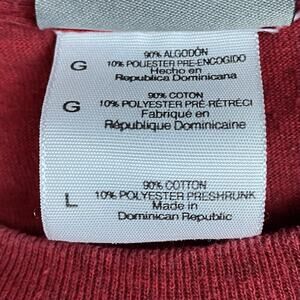 90% ALGODÓN
G 10% POLIESTER PRE-ENCOGIDO
Hecho en
Republica Dominicana
90% COTON
G 10% POLYESTER PRÉ-RÉTRÉCI
Fabriqué en
République Dominicaine
90% COTTON
L 10% POLYESTER PRESHRUNK
Made in
Dominican Republic